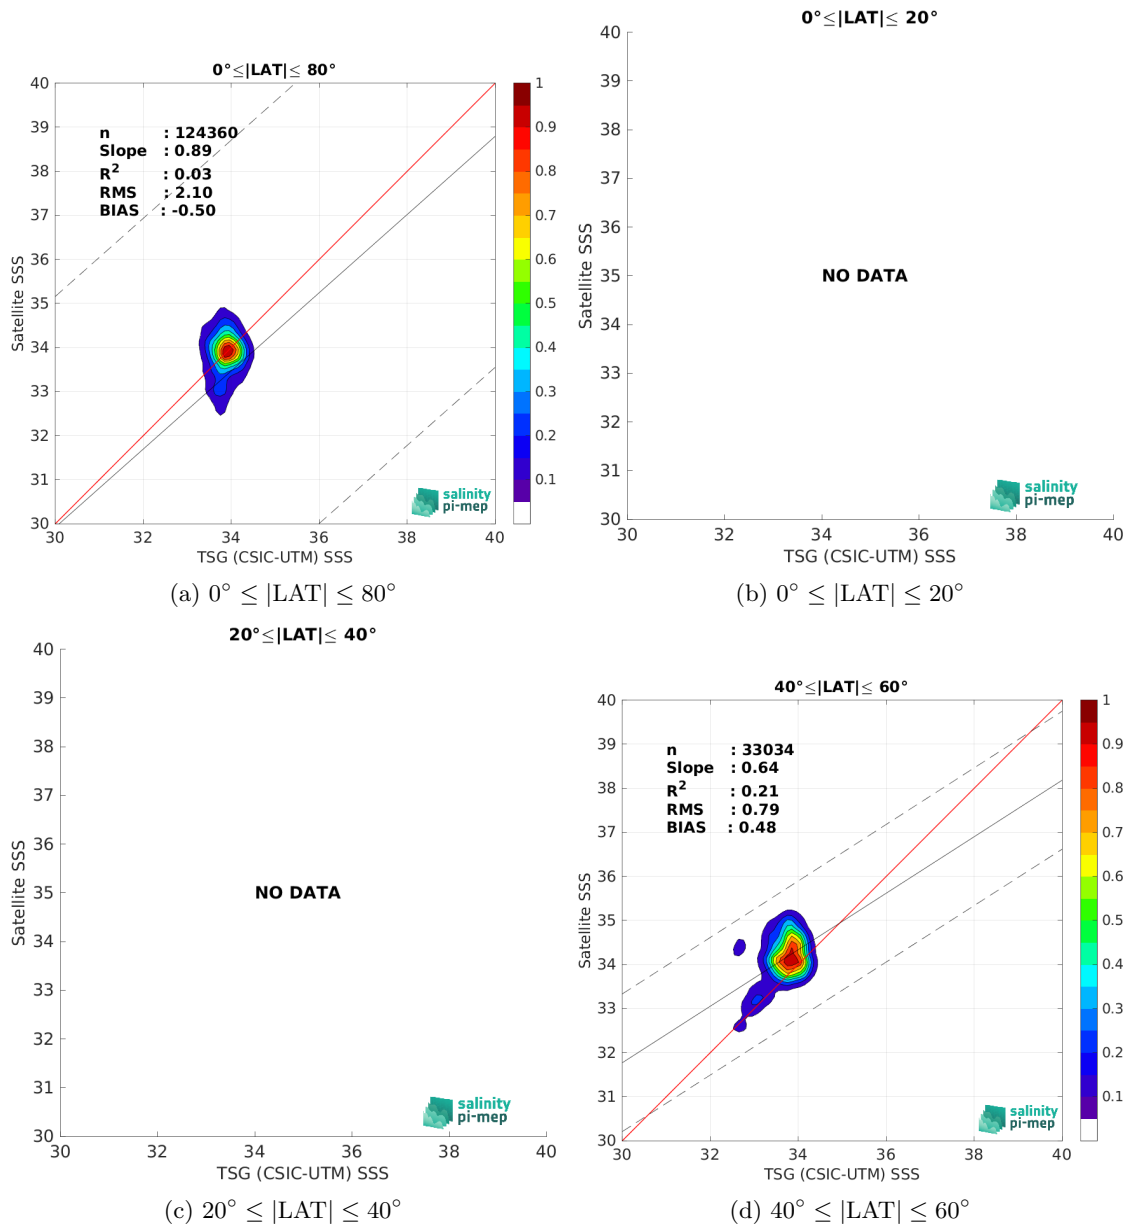 0°≤|LAT|≤ 80°
40
39
38
37
36
35
34
33
32
31
30
Satellite SSS
n : 124360
Slope : 0.89
R² : 0.03
RMS : 2.10
BIAS : -0.50
1
0.9
0.8
0.7
0.6
0.5
0.4
0.3
0.2
0.1
salinity
pi-mep
30 32 34 36 38 40
TSG (CSIC-UTM) SSS
(a) 0° ≤ |LAT| ≤ 80°
0°≤|LAT|≤ 20°
40
39
38
37
36
35
34
33
32
31
30
Satellite SSS
NO DATA
salinity
pi-mep
30 32 34 36 38 40
TSG (CSIC-UTM) SSS
(b) 0° ≤ |LAT| ≤ 20°
20°≤|LAT|≤ 40°
40
39
38
37
36
35
34
33
32
31
30
Satellite SSS
NO DATA
salinity
pi-mep
30 32 34 36 38 40
TSG (CSIC-UTM) SSS
(c) 20° ≤ |LAT| ≤ 40°
40°≤|LAT|≤ 60°
40
39
38
37
36
35
34
33
32
31
30
Satellite SSS
n : 33034
Slope : 0.64
R² : 0.21
RMS : 0.79
BIAS : 0.48
1
0.9
0.8
0.7
0.6
0.5
0.4
0.3
0.2
0.1
salinity
pi-mep
30 32 34 36 38 40
TSG (CSIC-UTM) SSS
(d) 40° ≤ |LAT| ≤ 60°